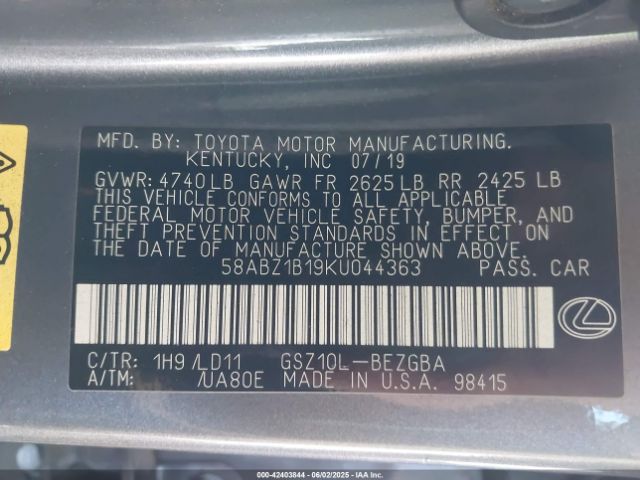 MFD. BY: TOYOTA MOTOR MANUFACTURING.
KENTUCKY, INC 07/19
GVWR: 4740LB GAWR FR 2625LB RR 2425 LB
THIS VEHICLE CONFORMS TO ALL APPLICABLE
FEDERAL MOTOR VEHICLE SAFETY, BUMPER, AND
THEFT PREVENTION STANDARDS IN EFFECT ON
THE DATE OF MANUFACTURE SHOWN ABOVE.
58ABZ1B19KU044363 PASS. CAR
C/TR: 1H9 /LD11 GSZ10L-BEZGBA
A/TM: /UA80E MADE IN U.S.A. 98415
000-42403844 - 06/02/2025 - IAAI.COM